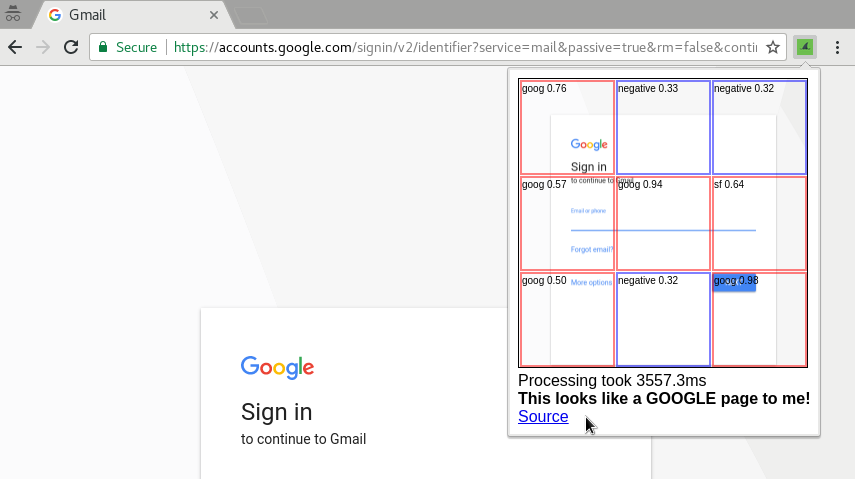 Gmail
Secure https://accounts.google.com/signin/v2/identifier?service=mail&passive=true&rm=false&conti
goog 0.76
negative 0.33
negative 0.32
Google
Sign in
to continue to Gmail
goog 0.57
goog 0.94
sf 0.64
Email or phone
Forgot email?
goog 0.50
negative 0.32
goog 0.98
More options
Processing took 3557.3ms
This looks like a GOOGLE page to me!
Source
Google
Sign in
to continue to Gmail